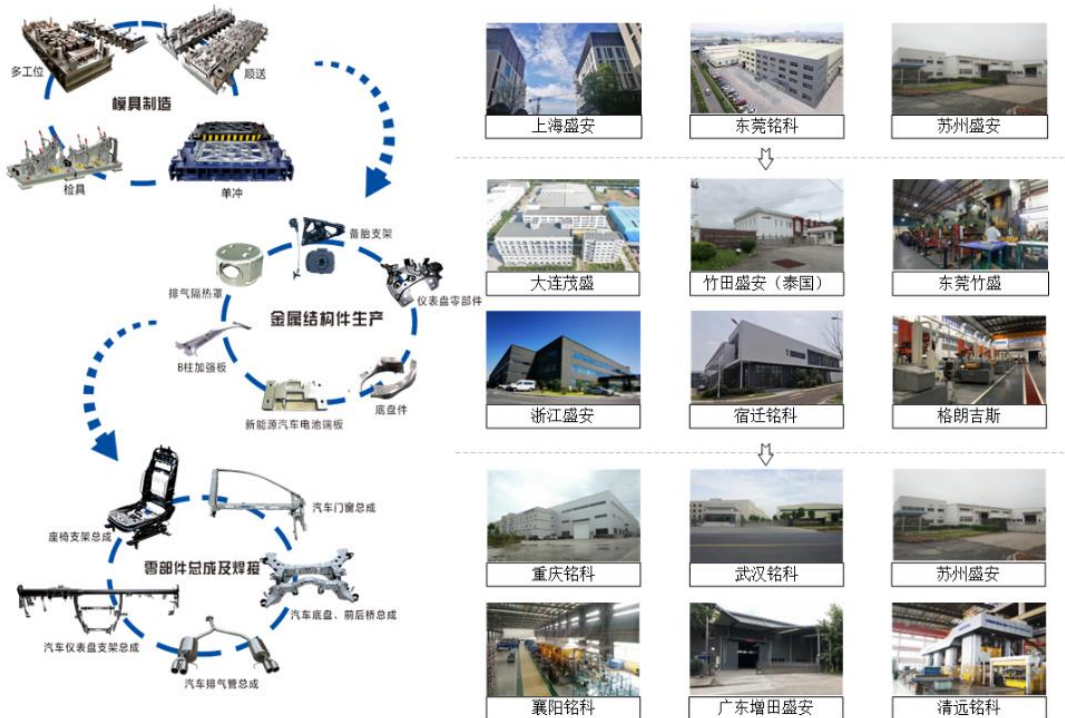 多工位
顺送
模具制造
检具
单冲
备胎支架
排气隔热罩
仪表盘零部件
金属结构件生产
B柱加强板
底盘件
新能源汽车电池端板
汽车门窗总成
座椅支架总成
零部件总成及焊接
汽车底盘、前后桥总成
汽车仪表盘支架总成
汽车排气管总成
上海盛安
东莞铭科
苏州盛安
大连茂盛
竹田盛安（泰国）
东莞竹盛
浙江盛安
宿迁铭科
格朗吉斯
重庆铭科
武汉铭科
苏州盛安
襄阳铭科
广东增田盛安
清远铭科